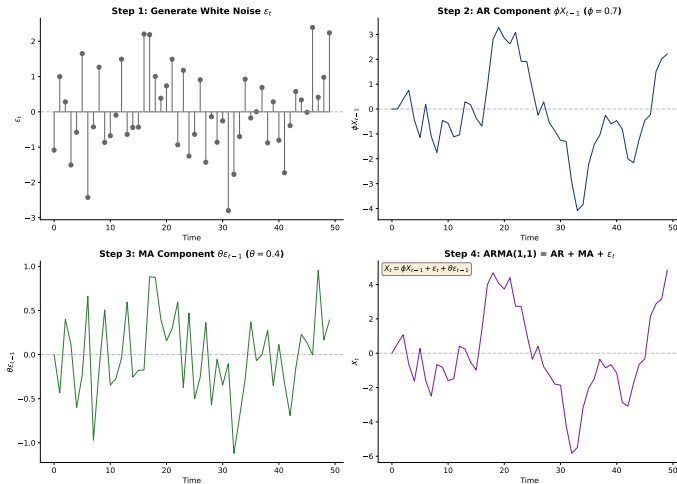 Step 1: Generate White Noise εₜ
2
1
0
−1
−2
−3
εₜ
0 10 20 30 40 50
Time
Step 2: AR Component ϕXₜ₋₁ (ϕ = 0.7)
3
2
1
0
−1
−2
−3
−4
ϕXₜ₋₁
0 10 20 30 40 50
Time
Step 3: MA Component θεₜ₋₁ (θ = 0.4)
1.0
0.5
0.0
−0.5
−1.0
θεₜ₋₁
0 10 20 30 40 50
Time
Step 4: ARMA(1,1) = AR + MA + εₜ
Xₜ = ϕXₜ₋₁ + εₜ + θεₜ₋₁
4
2
0
−2
−4
−6
Xₜ
0 10 20 30 40 50
Time